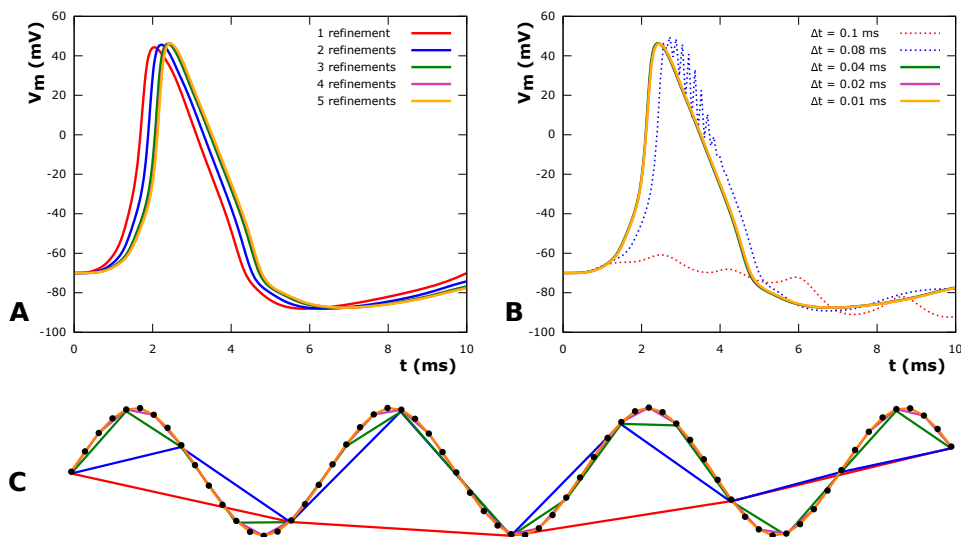 60
40
20
0
-20
-40
-60
-80
-100
V_m (mV)
1 refinement
2 refinements
3 refinements
4 refinements
5 refinements
0
2
4
6
8
10
t (ms)
A
60
40
20
0
-20
-40
-60
-80
-100
V_m (mV)
Δt = 0.1 ms
Δt = 0.08 ms
Δt = 0.04 ms
Δt = 0.02 ms
Δt = 0.01 ms
0
2
4
6
8
10
t (ms)
B
C